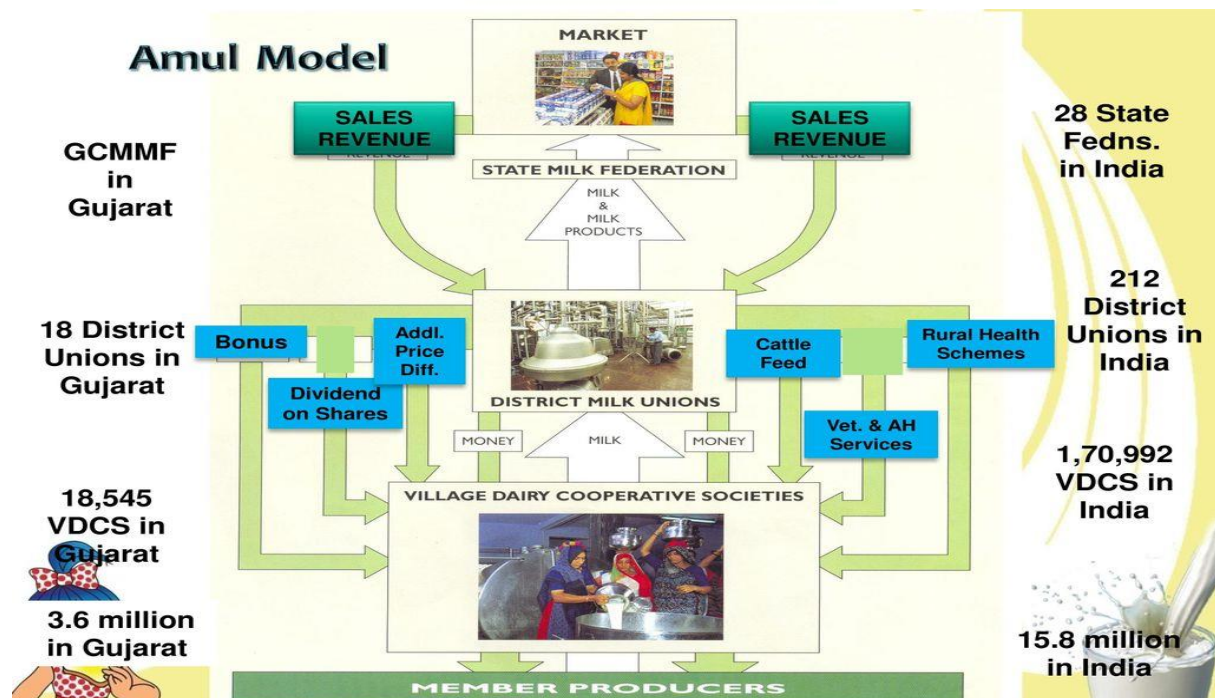 Amul Model
MARKET
SALES
REVENUE
SALES
REVENUE
REVENUE
REVENUE
GCMMF
in
Gujarat
28 State
Fedns.
in India
STATE MILK FEDERATION
MILK
&
MILK
PRODUCTS
18 District
Unions in
Gujarat
Bonus
Addl.
Price
Diff.
Dividend
on Shares
Cattle
Feed
Rural Health
Schemes
Vet. & AH
Services
212
District
Unions in
India
DISTRICT MILK UNIONS
MONEY
MILK
MONEY
18,545
VDCS in
Gujarat
VILLAGE DAIRY COOPERATIVE SOCIETIES
1,70,992
VDCS in
India
3.6 million
in Gujarat
15.8 million
in India
MEMBER PRODUCERS